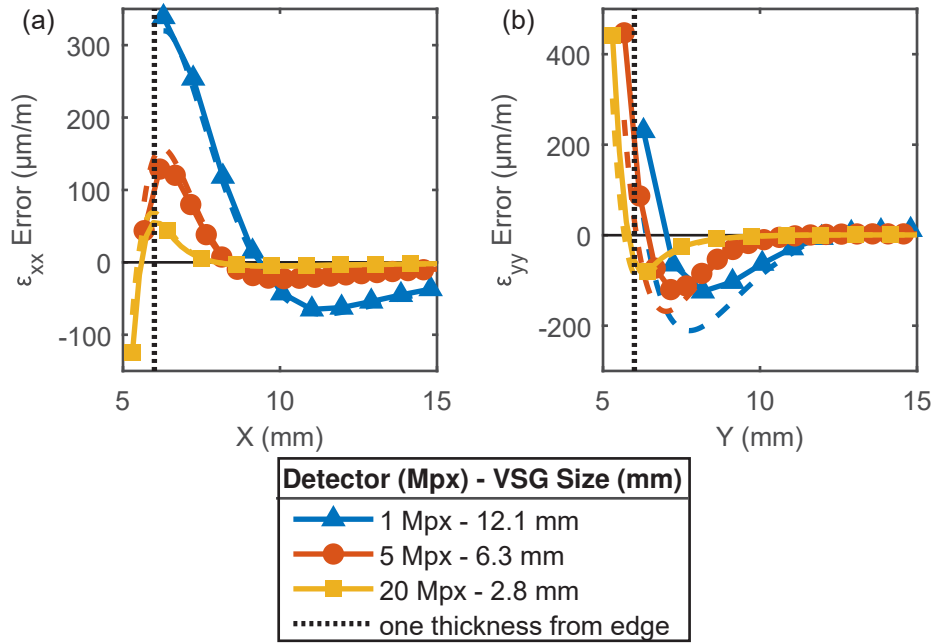 (a)
ε_xx Error (μm/m)
300
200
100
0
-100
5
10
15
X (mm)
(b)
ε_yy Error (μm/m)
400
200
0
-200
5
10
15
Y (mm)
Detector (Mpx) - VSG Size (mm)
1 Mpx - 12.1 mm
5 Mpx - 6.3 mm
20 Mpx - 2.8 mm
one thickness from edge